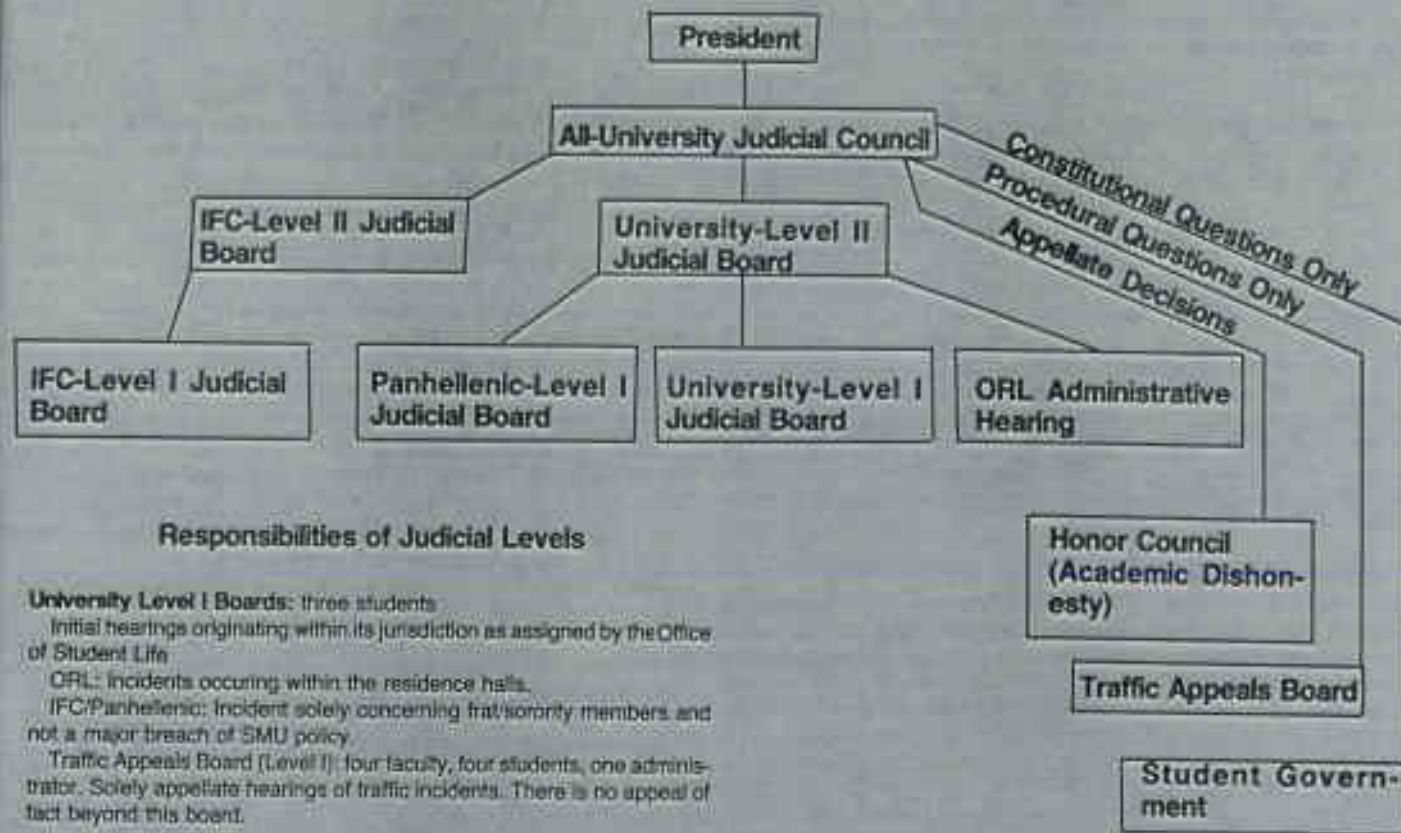 President
All-University Judicial Council
Constitutional Questions Only
Procedural Questions Only
Appellate Decisions
IFC-Level II Judicial
Board
University-Level II
Judicial Board
IFC-Level I Judicial
Board
Panhellenic-Level I
Judicial Board
University-Level I
Judicial Board
ORL Administrative
Hearing
Honor Council
(Academic Dishon-
esty)
Traffic Appeals Board
Student Govern-
ment
Responsibilities of Judicial Levels
University Level I Boards: three students
Initial hearings originating within its jurisdiction as assigned by the Office
of Student Life
ORL: Incidents occuring within the residence halls.
IFC/Panhellenic: Incident solely concerning frat/sorority members and
not a major breach of SMU policy.
Traffic Appeals Board (Level I): four faculty, four students, one adminis-
trator. Solely appellate hearings of traffic incidents. There is no appeal of
fact beyond this board.